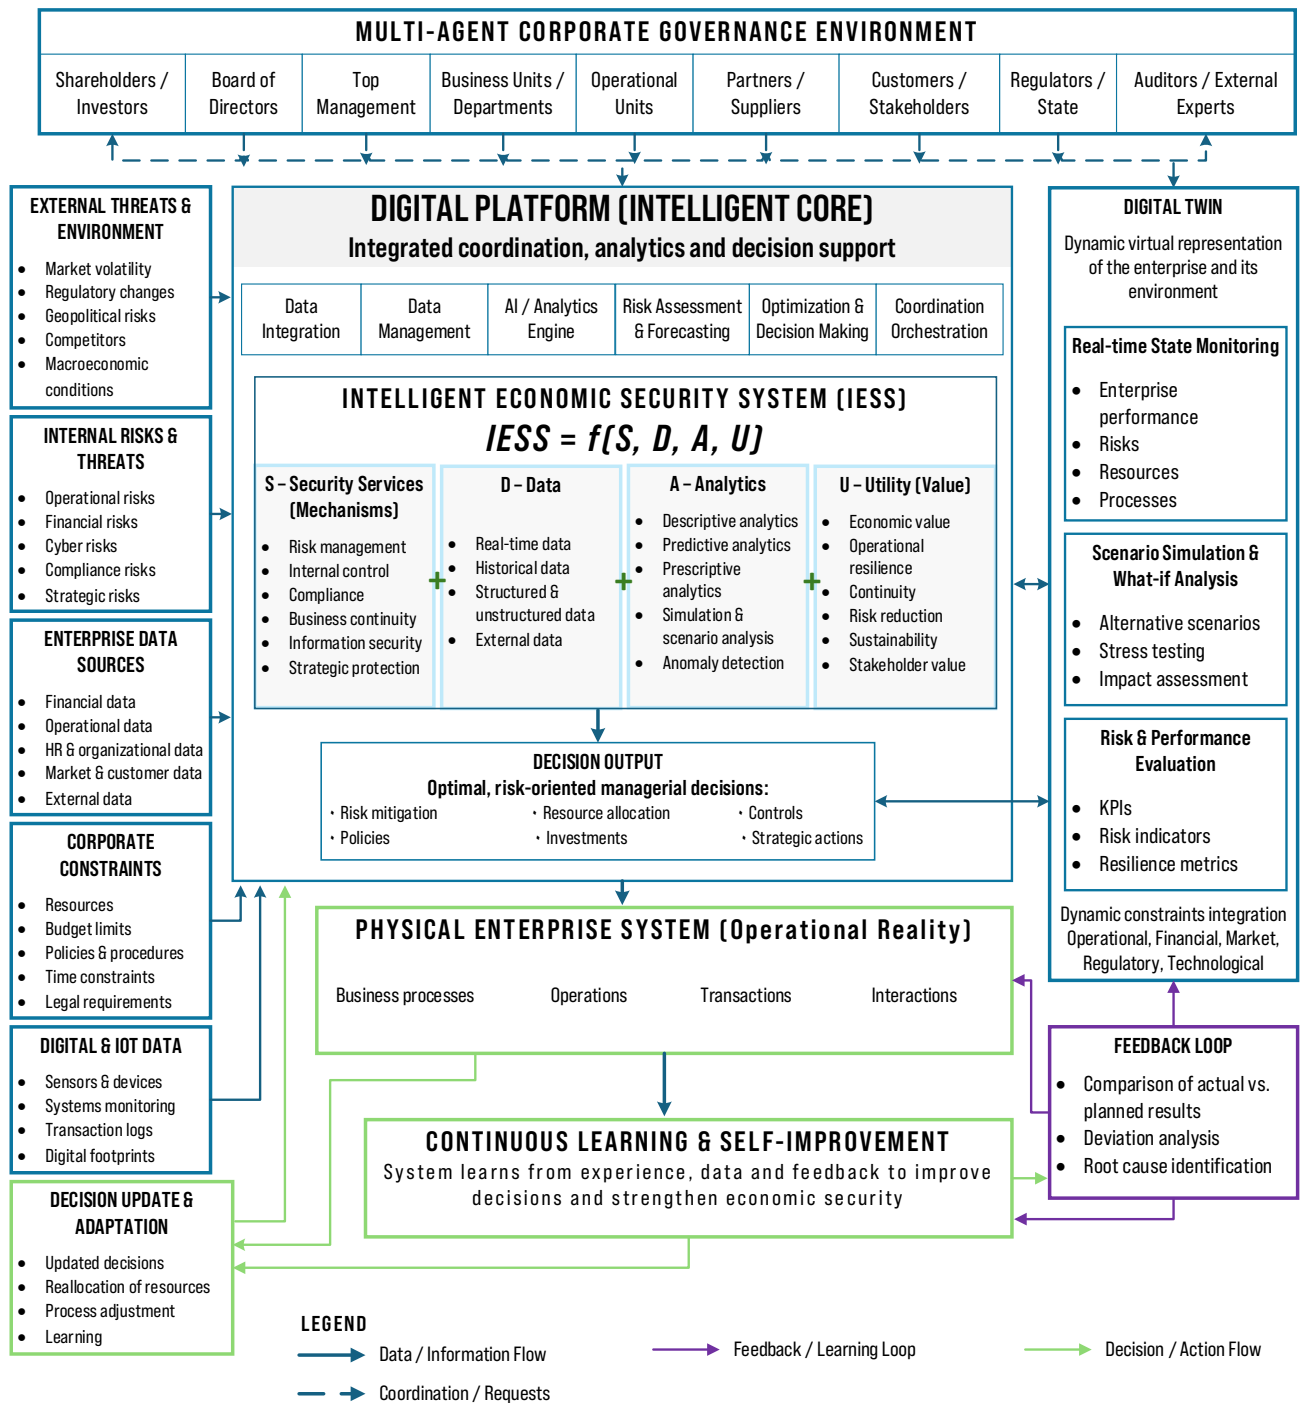 MULTI-AGENT CORPORATE GOVERNANCE ENVIRONMENT
Shareholders /
Investors
Board of
Directors
Top
Management
Business Units /
Departments
Operational
Units
Partners /
Suppliers
Customers /
Stakeholders
Regulators /
State
Auditors / External
Experts
EXTERNAL THREATS &
ENVIRONMENT
• Market volatility
• Regulatory changes
• Geopolitical risks
• Competitors
• Macroeconomic
conditions
INTERNAL RISKS &
THREATS
• Operational risks
• Financial risks
• Cyber risks
• Compliance risks
• Strategic risks
ENTERPRISE DATA
SOURCES
• Financial data
• Operational data
• HR & organizational data
• Market & customer data
• External data
CORPORATE
CONSTRAINTS
• Resources
• Budget limits
• Policies & procedures
• Time constraints
• Legal requirements
DIGITAL & IOT DATA
• Sensors & devices
• Systems monitoring
• Transaction logs
• Digital footprints
DECISION UPDATE &
ADAPTATION
• Updated decisions
• Reallocation of resources
• Process adjustment
• Learning
DIGITAL PLATFORM (INTELLIGENT CORE)
Integrated coordination, analytics and decision support
Data
Integration
Data
Management
AI / Analytics
Engine
Risk Assessment
& Forecasting
Optimization &
Decision Making
Coordination
Orchestration
INTELLIGENT ECONOMIC SECURITY SYSTEM (IESS)
IESS = f(S, D, A, U)
S – Security Services
(Mechanisms)
• Risk management
• Internal control
• Compliance
• Business continuity
• Information security
• Strategic protection
+
D – Data
• Real-time data
• Historical data
• Structured &
unstructured data
• External data
+
A – Analytics
• Descriptive analytics
• Predictive analytics
• Prescriptive
analytics
• Simulation &
scenario analysis
• Anomaly detection
+
U – Utility (Value)
• Economic value
• Operational
resilience
• Continuity
• Risk reduction
• Sustainability
• Stakeholder value
DECISION OUTPUT
Optimal, risk-oriented managerial decisions:
· Risk mitigation
· Resource allocation
· Controls
· Policies
· Investments
· Strategic actions
PHYSICAL ENTERPRISE SYSTEM (Operational Reality)
Business processes
Operations
Transactions
Interactions
CONTINUOUS LEARNING & SELF-IMPROVEMENT
System learns from experience, data and feedback to improve
decisions and strengthen economic security
DIGITAL TWIN
Dynamic virtual representation
of the enterprise and its
environment
Real-time State Monitoring
• Enterprise
performance
• Risks
• Resources
• Processes
Scenario Simulation &
What-if Analysis
• Alternative scenarios
• Stress testing
• Impact assessment
Risk & Performance
Evaluation
• KPIs
• Risk indicators
• Resilience metrics
Dynamic constraints integration
Operational, Financial, Market,
Regulatory, Technological
FEEDBACK LOOP
• Comparison of actual vs.
planned results
• Deviation analysis
• Root cause identification
LEGEND
Data / Information Flow
Feedback / Learning Loop
Decision / Action Flow
Coordination / Requests